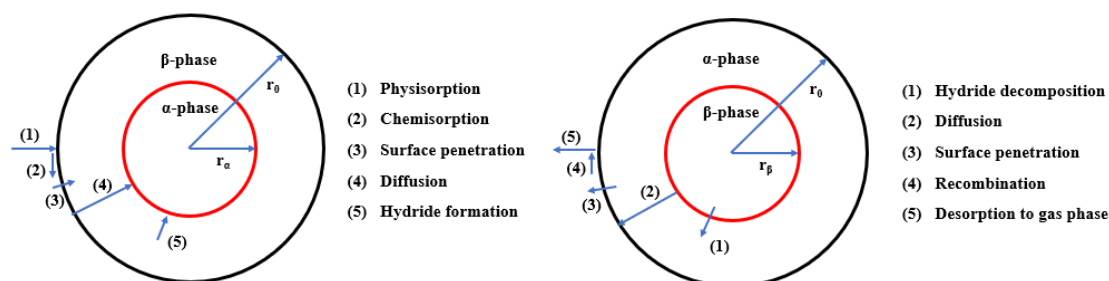 β-phase
α-phase
r₀
rα
(1)
(2)
(3)
(4)
(5)
(1) Physisorption
(2) Chemisorption
(3) Surface penetration
(4) Diffusion
(5) Hydride formation
α-phase
β-phase
r₀
rβ
(5)
(4)
(3)
(2)
(1)
(1) Hydride decomposition
(2) Diffusion
(3) Surface penetration
(4) Recombination
(5) Desorption to gas phase